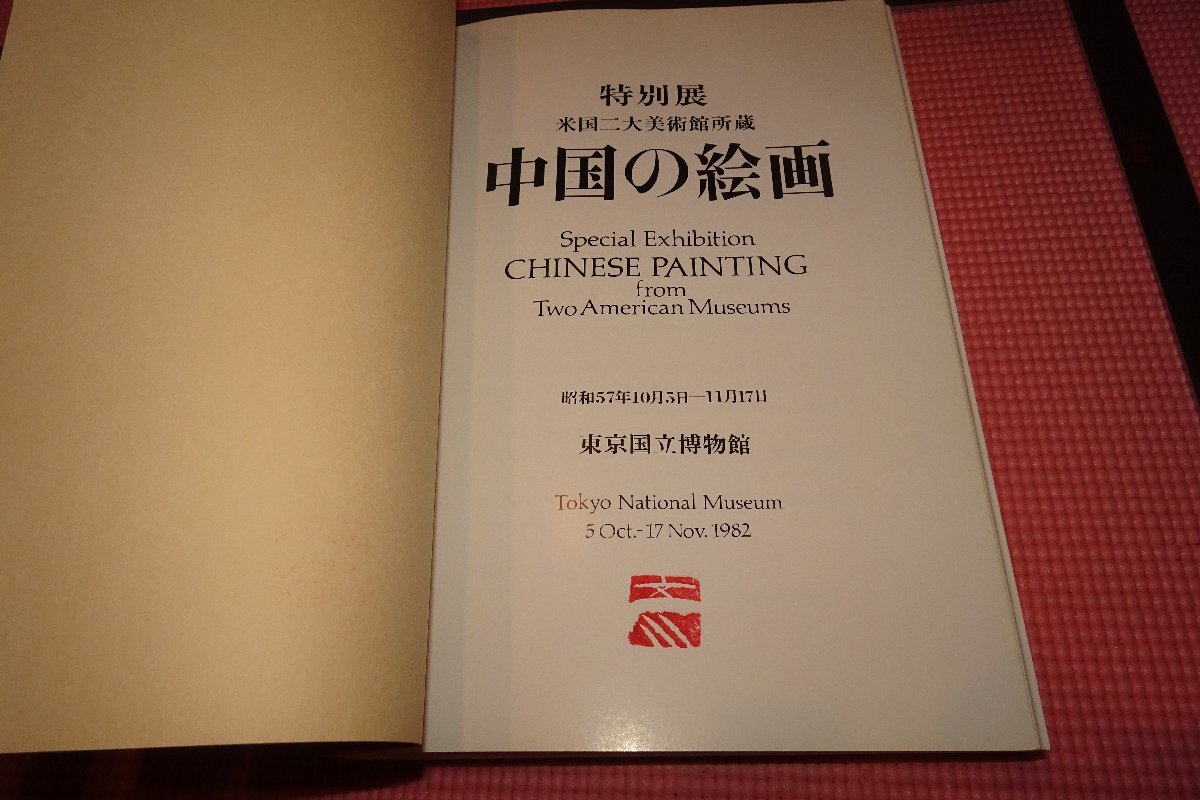 特別展
米国二大美術館所蔵
中国の絵画
Special Exhibition
CHINESE PAINTING
from
Two American Museums
昭和57年10月5日—11月17日
東京国立博物館
Tokyo National Museum
5 Oct.-17 Nov. 1982